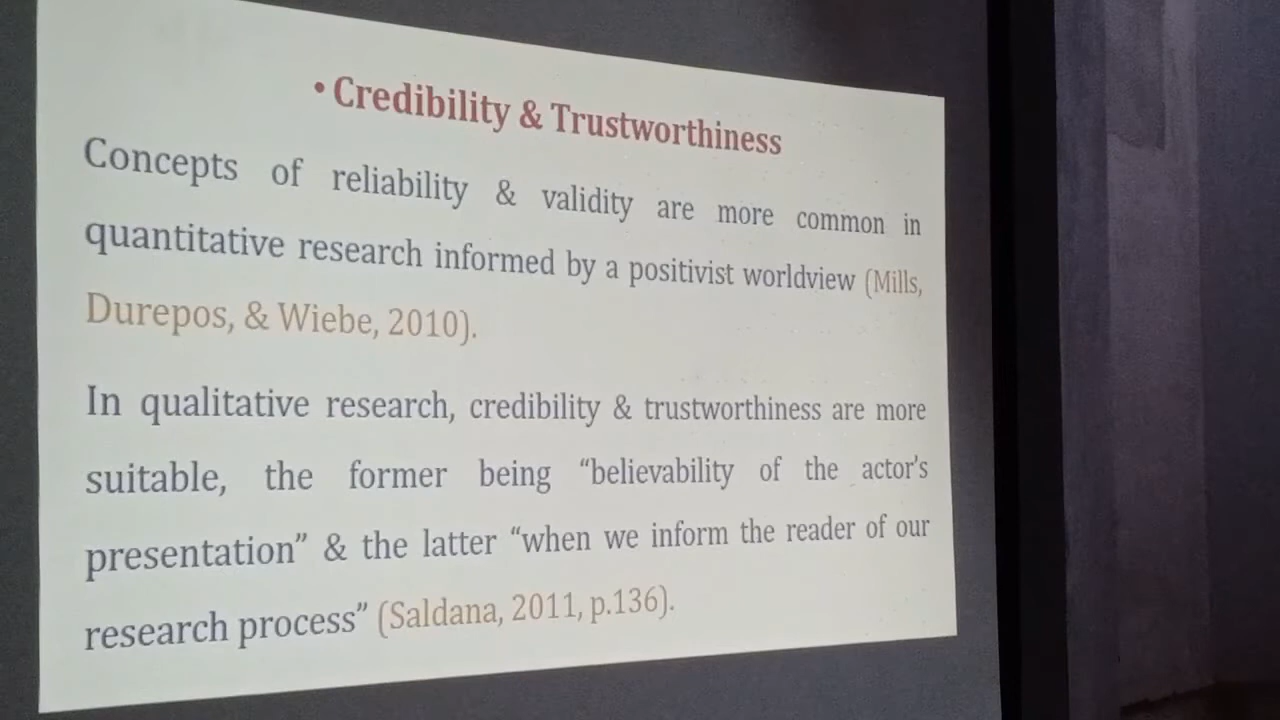 • Credibility & Trustworthiness
Concepts of reliability & validity are more common in
quantitative research informed by a positivist worldview (Mills,
Durepos, & Wiebe, 2010).
In qualitative research, credibility & trustworthiness are more
suitable, the former being “believability of the actor’s
presentation” & the latter “when we inform the reader of our
research process” (Saldana, 2011, p.136).